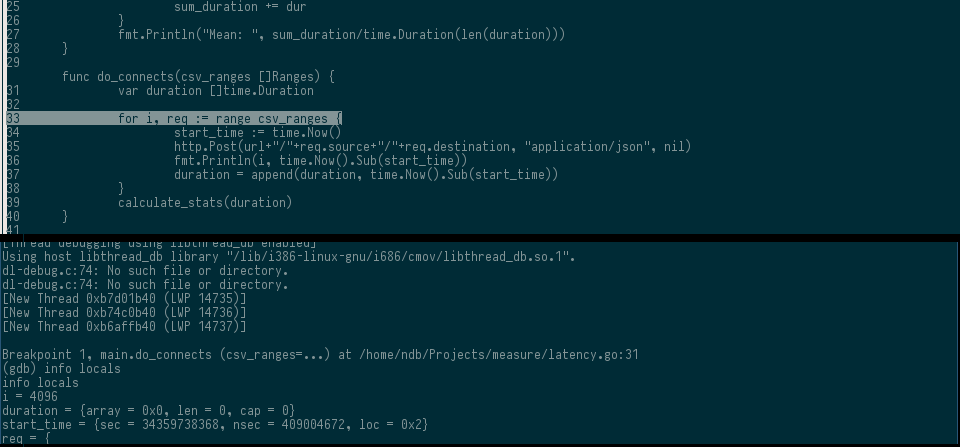 25 sum_duration += dur
26 }
27 fmt.Println("Mean: ", sum_duration/time.Duration(len(duration)))
28 }
29
func do_connects(csv_ranges []Ranges) {
31 var duration []time.Duration
32
33 for i, req := range csv_ranges {
34 start_time := time.Now()
35 http.Post(url+"/"+req.source+"/"+req.destination, "application/json", nil)
36 fmt.Println(i, time.Now().Sub(start_time))
37 duration = append(duration, time.Now().Sub(start_time))
38 }
39 calculate_stats(duration)
40 }
41
[Thread debugging using libthread_db enabled]
Using host libthread_db library "/lib/i386-linux-gnu/i686/cmov/libthread_db.so.1".
dl-debug.c:74: No such file or directory.
dl-debug.c:74: No such file or directory.
[New Thread 0xb7d01b40 (LWP 14735)]
[New Thread 0xb74c0b40 (LWP 14736)]
[New Thread 0xb6affb40 (LWP 14737)]
Breakpoint 1, main.do_connects (csv_ranges=...) at /home/ndb/Projects/measure/latency.go:31
(gdb) info locals
info locals
i = 4096
duration = {array = 0x0, len = 0, cap = 0}
start_time = {sec = 34359738368, nsec = 409004672, loc = 0x2}
req = {